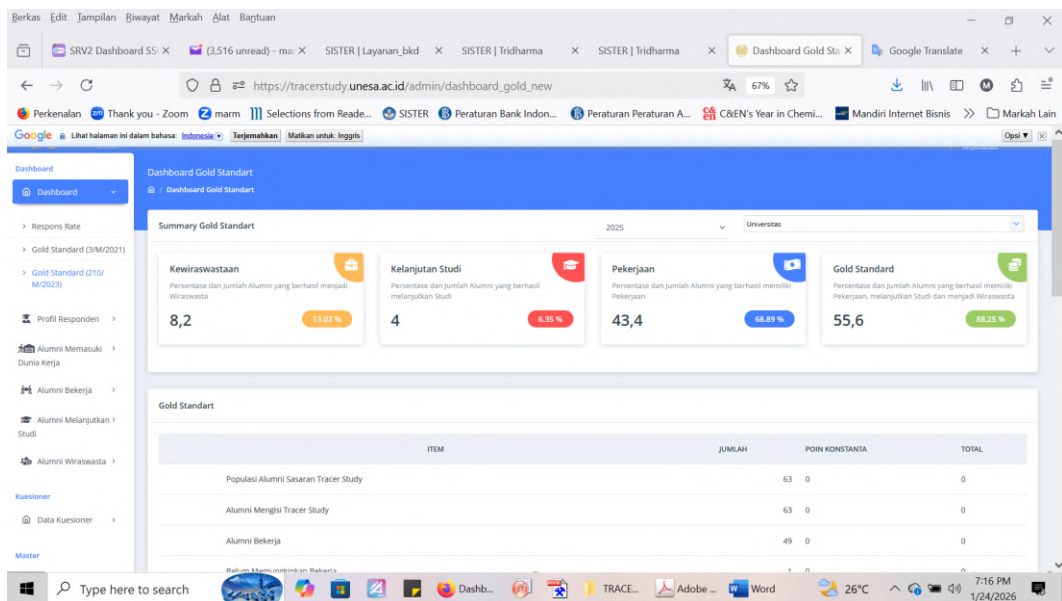 Berkas Edit Tampilan Riwayat Markah Alat Bantuan
SRV2 Dashboard SS (3,516 unread) - ma SISTER | Layanan_bkd SISTER | Tridharma SISTER | Tridharma Dashboard Gold Sta Google Translate
https://tracerstudy.unesa.ac.id/admin/dashboard_gold_new 67%
Perkenalan Thank you - Zoom marm Selections from Reade... SISTER Peraturan Bank Indon... Peraturan Peraturan A... C&EN's Year in Chemi... Mandiri Internet Bisnis Markah Lain
Google Lihat halaman ini dalam bahasa: Indonesia Terjemahkan Matikan untuk: Inggris Opsi
Dashboard
Dashboard
Respons Rate
Gold Standard (3/M/2021)
Gold Standard (210/
M/2023)
Profil Responden
Alumni Memasuki
Dunia Kerja
Alumni Bekerja
Alumni Melanjutkan
Studi
Alumni Wiraswasta
Kuesioner
Data Kuesioner
Master
Dashboard Gold Standart
/ Dashboard Gold Standart
Summary Gold Standart 2025 Universitas
Kewiraswastaan
Persentase dan Jumlah Alumni yang berhasil menjadi
Wiraswasta
8,2 13.02 %
Kelanjutan Studi
Persentase dan Jumlah Alumni yang berhasil
melanjutkan Studi
4 6.35 %
Pekerjaan
Persentase dan Jumlah Alumni yang berhasil memiliki
Pekerjaan
43,4 68.89 %
Gold Standard
Persentase dan Jumlah Alumni yang berhasil memiliki
Pekerjaan, melanjutkan Studi dan menjadi Wiraswasta
55,6 88.25 %
Gold Standart
ITEM JUMLAH POIN KONSTANTA TOTAL
Populasi Alumni Sasaran Tracer Study 63 0 0
Alumni Mengisi Tracer Study 63 0 0
Alumni Bekerja 49 0 0
Belum Memungkinkan Bekerja 1 0 0
Type here to search Dashb... TRACE... Adobe ... Word 26°C 7:16 PM
1/24/2026